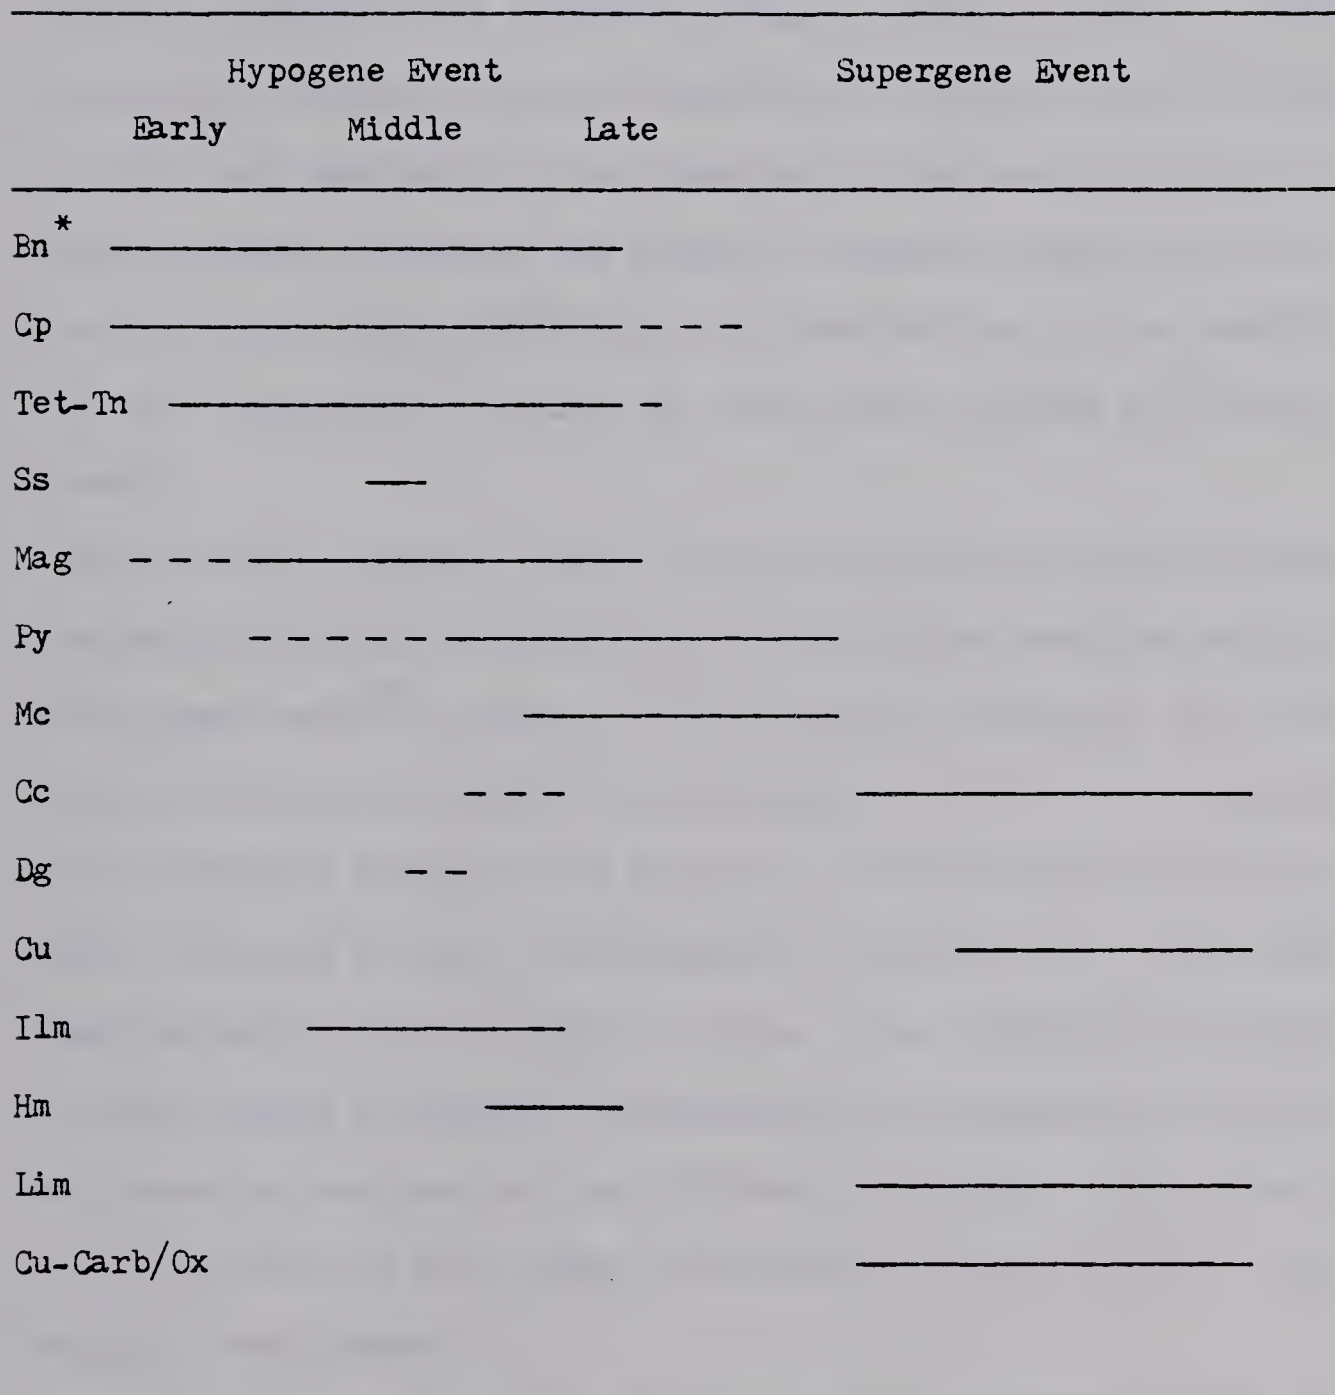 Hypogene Event Supergene Event
Early Middle Late
Bn*
Cp
Tet-Tn
Ss
Mag
Py
Mc
Cc
Dg
Cu
Ilm
Hm
Lim
Cu-Carb/Ox